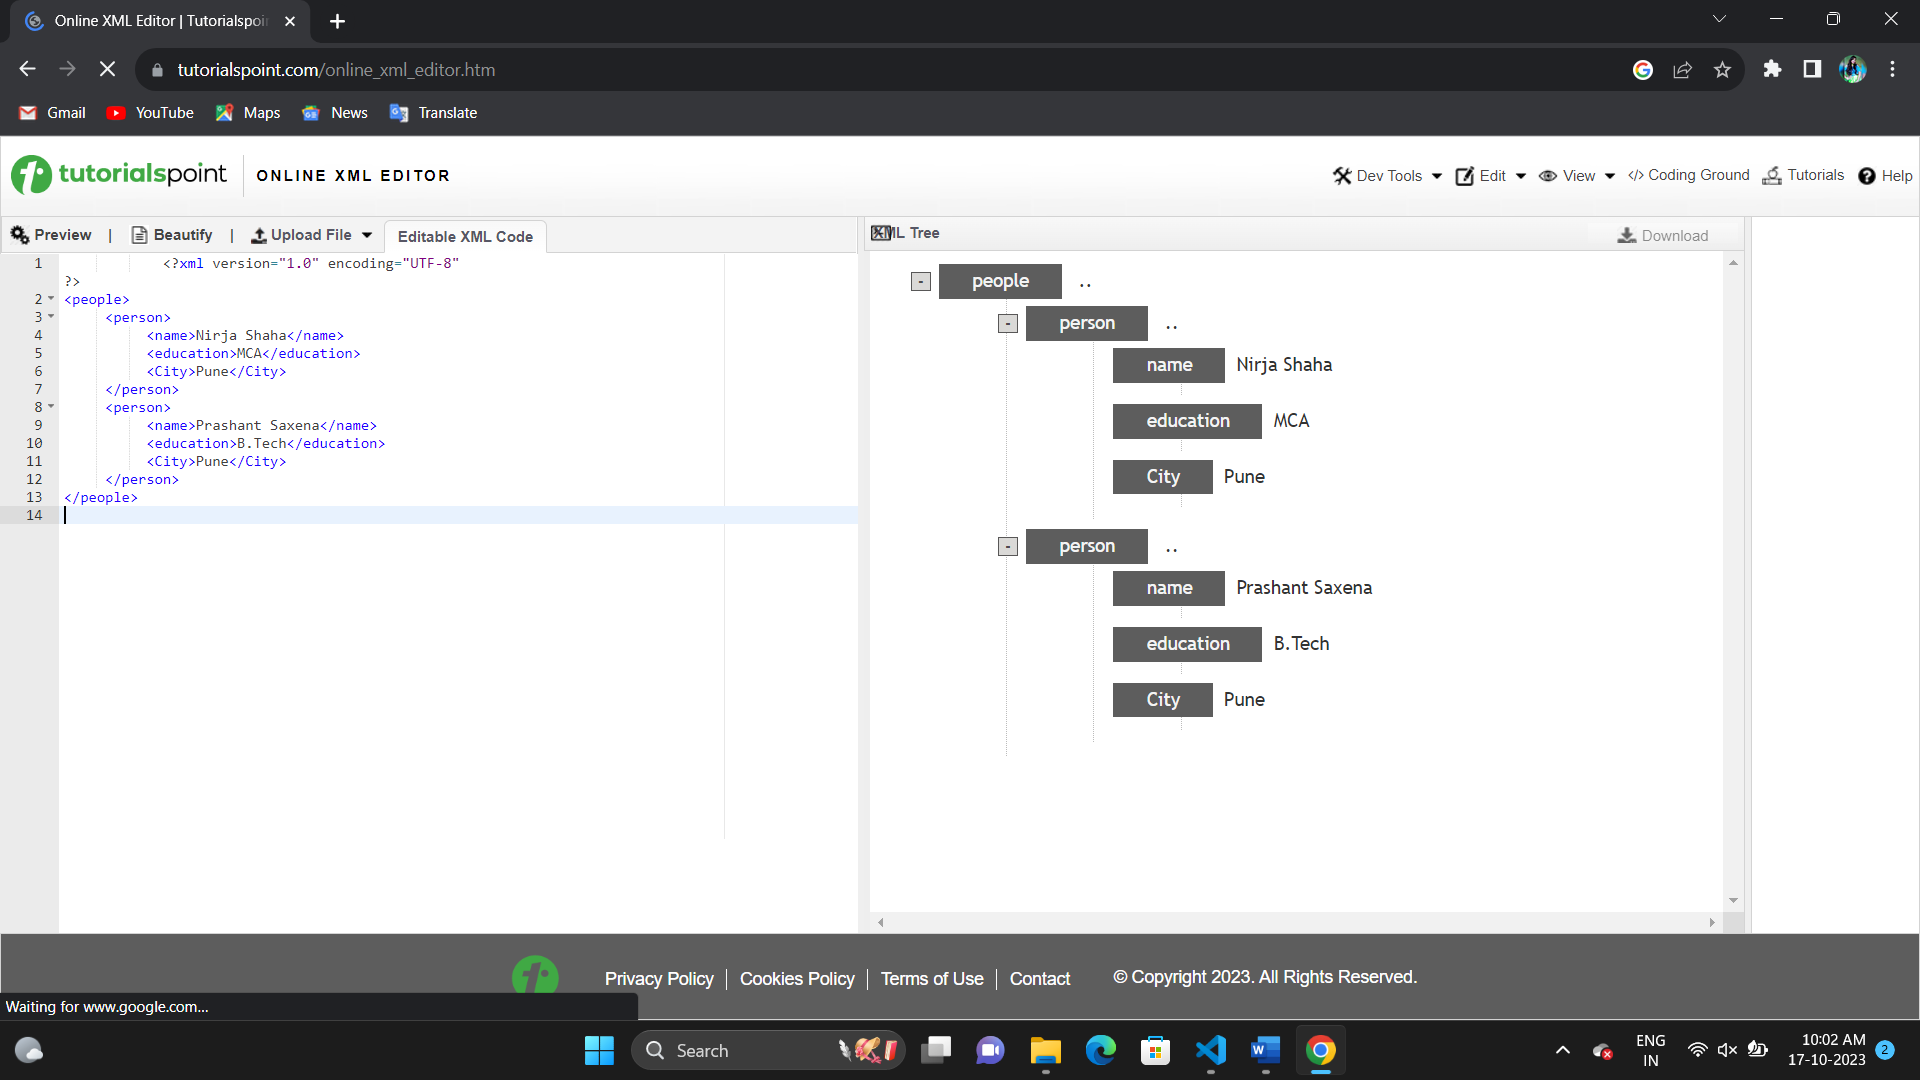 Online XML Editor | Tutorialspoi
tutorialspoint.com/online_xml_editor.htm
Gmail YouTube Maps News Translate
tutorialspoint ONLINE XML EDITOR
Dev Tools Edit View </> Coding Ground Tutorials Help
Preview | Beautify | Upload File Editable XML Code
XML Tree Download
1 <?xml version="1.0" encoding="UTF-8"
?>
2 <people>
3 <person>
4 <name>Nirja Shaha</name>
5 <education>MCA</education>
6 <City>Pune</City>
7 </person>
8 <person>
9 <name>Prashant Saxena</name>
10 <education>B.Tech</education>
11 <City>Pune</City>
12 </person>
13 </people>
14
- people ..
- person ..
name Nirja Shaha
education MCA
City Pune
- person ..
name Prashant Saxena
education B.Tech
City Pune
Privacy Policy | Cookies Policy | Terms of Use | Contact © Copyright 2023. All Rights Reserved.
Waiting for www.google.com...
Search
ENG
IN
10:02 AM
17-10-2023
2